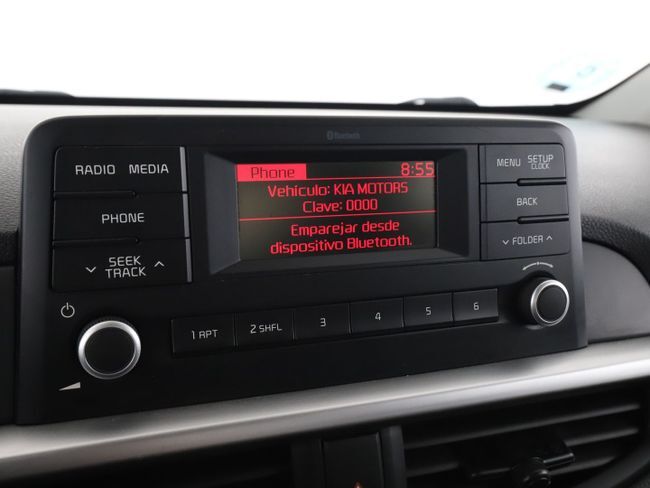 Bluetooth
RADIO MEDIA
PHONE
SEEK
TRACK
Phone 8:55
Vehículo: KIA MOTORS
Clave: 0000
Emparejar desde
dispositivo Bluetooth.
MENU SETUP
CLOCK
BACK
FOLDER
1 RPT
2 SHFL
3
4
5
6